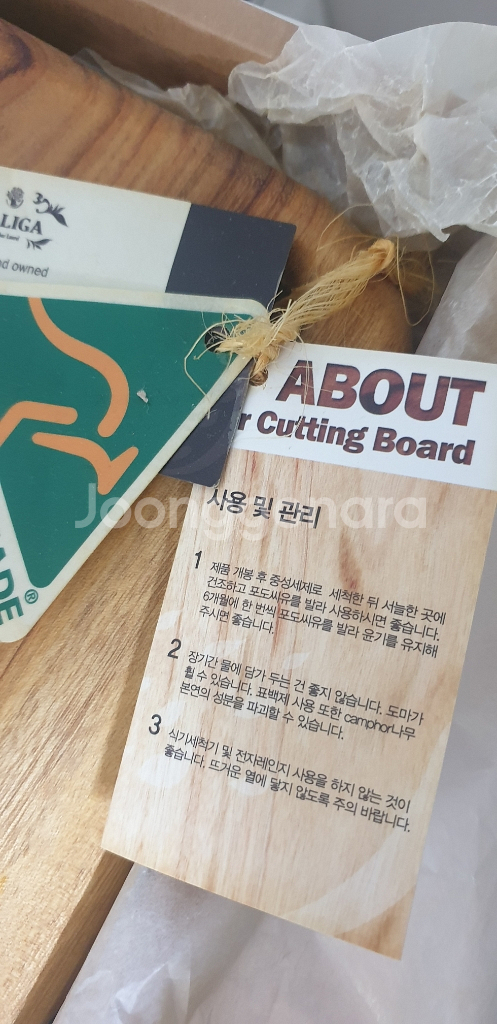 LIGA
nd owned
ADE®
ABOUT
r Cutting Board
사용 및 관리
1 제품 개봉 후 중성세제로 세척한 뒤 서늘한 곳에
건조하고 포도씨유를 발라 사용하시면 좋습니다.
6개월에 한 번씩 포도씨유를 발라 윤기를 유지해
주시면 좋습니다.
2 장기간 물에 담가 두는 건 좋지 않습니다. 도마가
휠 수 있습니다. 표백제 사용 또한 camphor나무
본연의 성분을 파괴할 수 있습니다.
3 식기세척기 및 전자레인지 사용을 하지 않는 것이
좋습니다. 뜨거운 열에 닿지 않도록 주의 바랍니다.
Joonggonara